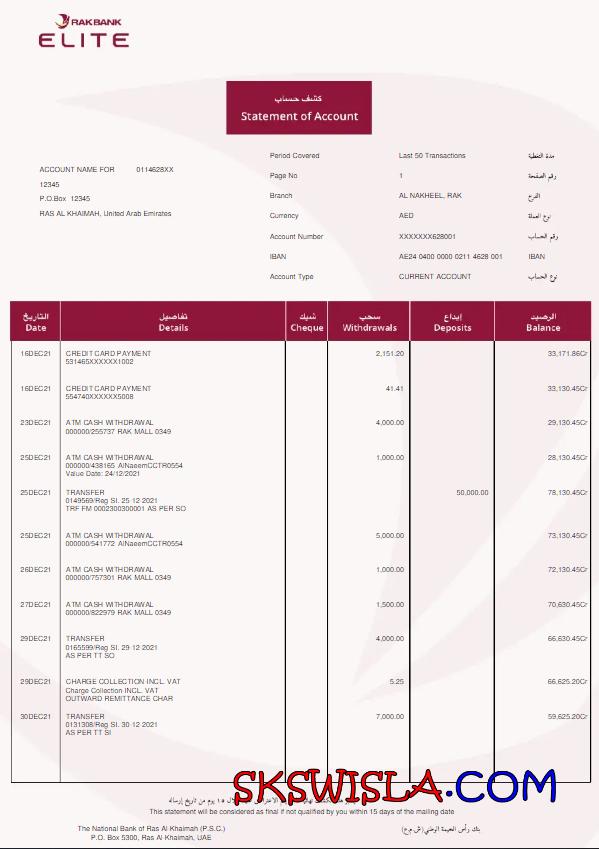 RAKBANK
ELITE
كشف حساب
Statement of Account
ACCOUNT NAME FOR 0114628XX
12345
P.O.Box 12345
RAS AL KHAIMAH, United Arab Emirates
Period Covered Last 50 Transactions مدة التغطية
Page No 1 رقم الصفحة
Branch AL NAKHEEL, RAK الفرع
Currency AED نوع العملة
Account Number XXXXXXX628001 رقم الحساب
IBAN AE24 0400 0000 0211 4628 001 IBAN
Account Type CURRENT ACCOUNT نوع الحساب
التاريخ تفاصيل شيك سحب إيداع الرصيد
Date Details Cheque Withdrawals Deposits Balance
16DEC21 CREDIT CARD PAYMENT 2,151.20 33,171.86Cr
531465XXXXXX1002
16DEC21 CREDIT CARD PAYMENT 41.41 33,130.45Cr
554740XXXXXX5008
23DEC21 ATM CASH WITHDRAWAL 4,000.00 29,130.45Cr
000000/255737 RAK MALL 0349
25DEC21 ATM CASH WITHDRAWAL 1,000.00 28,130.45Cr
000000/438165 AlNaeemCCTR0554
Value Date: 24/12/2021
25DEC21 TRANSFER 50,000.00 78,130.45Cr
0149569/Reg SI. 25-12-2021
TRF FM 0002300300001 AS PER SO
25DEC21 ATM CASH WITHDRAWAL 5,000.00 73,130.45Cr
000000/541772 AlNaeemCCTR0554
26DEC21 ATM CASH WITHDRAWAL 1,000.00 72,130.45Cr
000000/757301 RAK MALL 0349
27DEC21 ATM CASH WITHDRAWAL 1,500.00 70,630.45Cr
000000/822979 RAK MALL 0349
29DEC21 TRANSFER 4,000.00 66,630.45Cr
0165599/Reg SI. 29-12-2021
AS PER TT SO
29DEC21 CHARGE COLLECTION-INCL. VAT 5.25 66,625.20Cr
Charge Collection-INCL. VAT
OUTWARD REMITTANCE CHAR
30DEC21 TRANSFER 7,000.00 59,625.20Cr
0131308/Reg SI. 30-12-2021
AS PER TT SI
SKSWISLA.COM
١٥ يوم من تاريخ إرساله
This statement will be considered as final if not qualified by you within 15 days of the mailing date
The National Bank of Ras Al Khaimah (P.S.C.) بنك رأس الخيمة الوطني (ش.م.ع)
P.O. Box 5300, Ras Al Khaimah, UAE